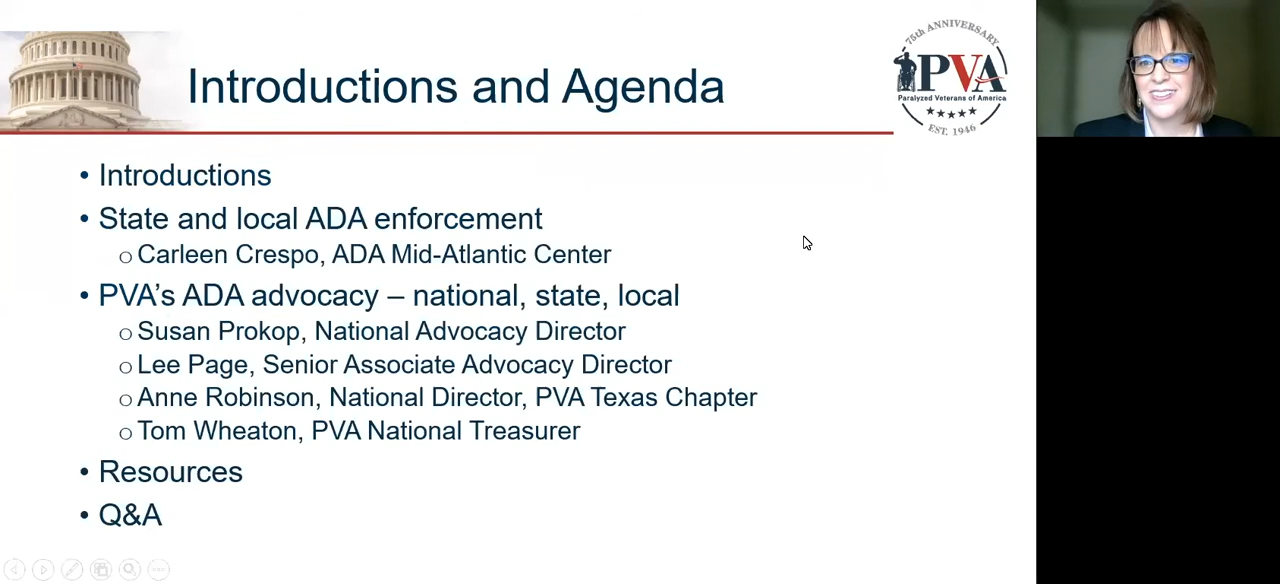 Introductions and Agenda
75th ANNIVERSARY
PVA
Paralyzed Veterans of America
EST. 1946
• Introductions
• State and local ADA enforcement
o Carleen Crespo, ADA Mid-Atlantic Center
• PVA’s ADA advocacy – national, state, local
o Susan Prokop, National Advocacy Director
o Lee Page, Senior Associate Advocacy Director
o Anne Robinson, National Director, PVA Texas Chapter
o Tom Wheaton, PVA National Treasurer
• Resources
• Q&A